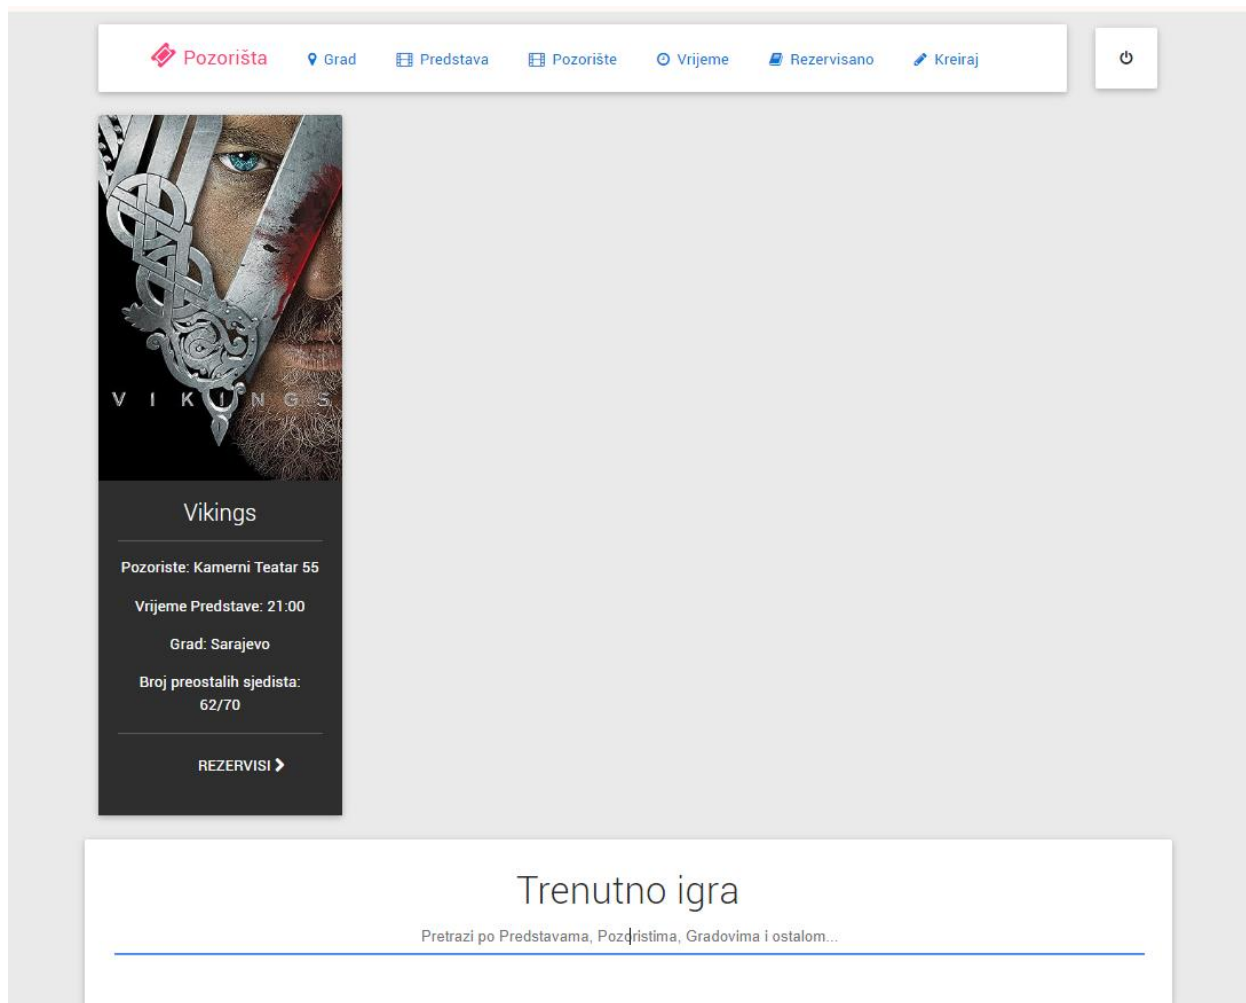 Pozorišta Grad Predstava Pozorište Vrijeme Rezervisano Kreiraj
VIKINGS
Vikings
Pozoriste: Kamerni Teatar 55
Vrijeme Predstave: 21:00
Grad: Sarajevo
Broj preostalih sjedista:
62/70
REZERVISI
Trenutno igra
Pretrazi po Predstavama, Pozoristima, Gradovima i ostalom...